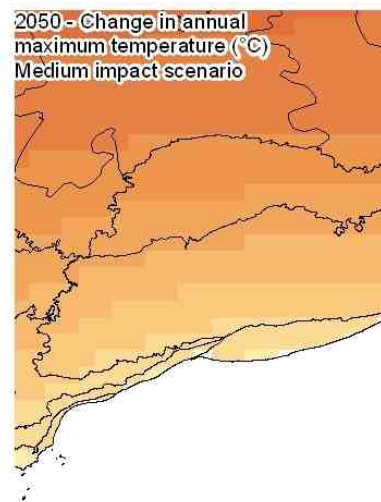 2050 - Change in annual
maximum temperature (°C)
Medium impact scenario